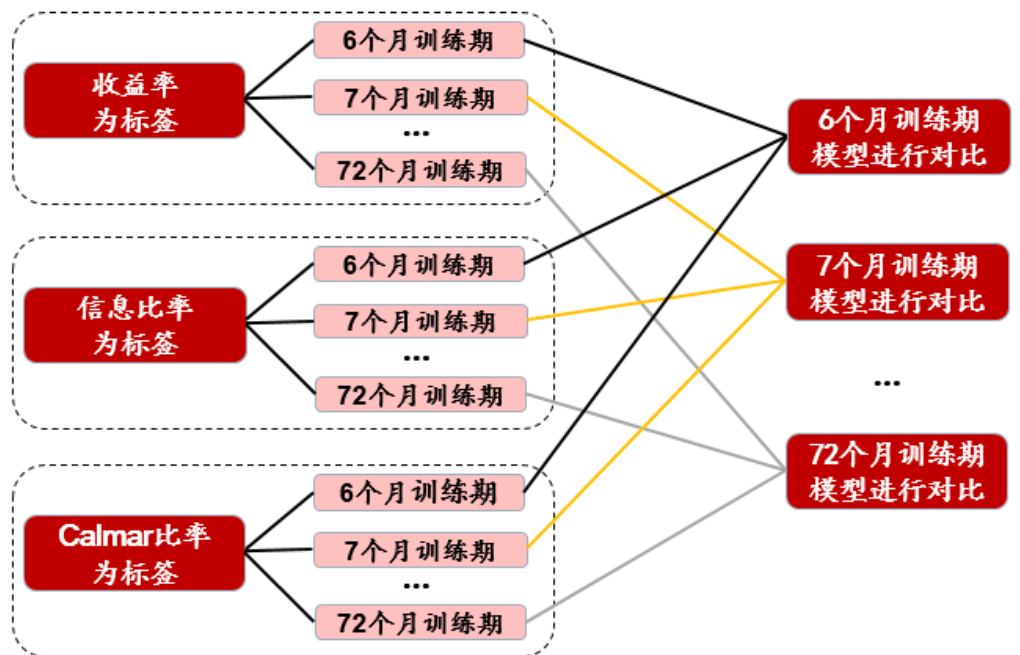 收益率
为标签
6个月训练期
7个月训练期
...
72个月训练期
信息比率
为标签
6个月训练期
7个月训练期
...
72个月训练期
Calmar比率
为标签
6个月训练期
7个月训练期
...
72个月训练期
6个月训练期
模型进行对比
7个月训练期
模型进行对比
...
72个月训练期
模型进行对比